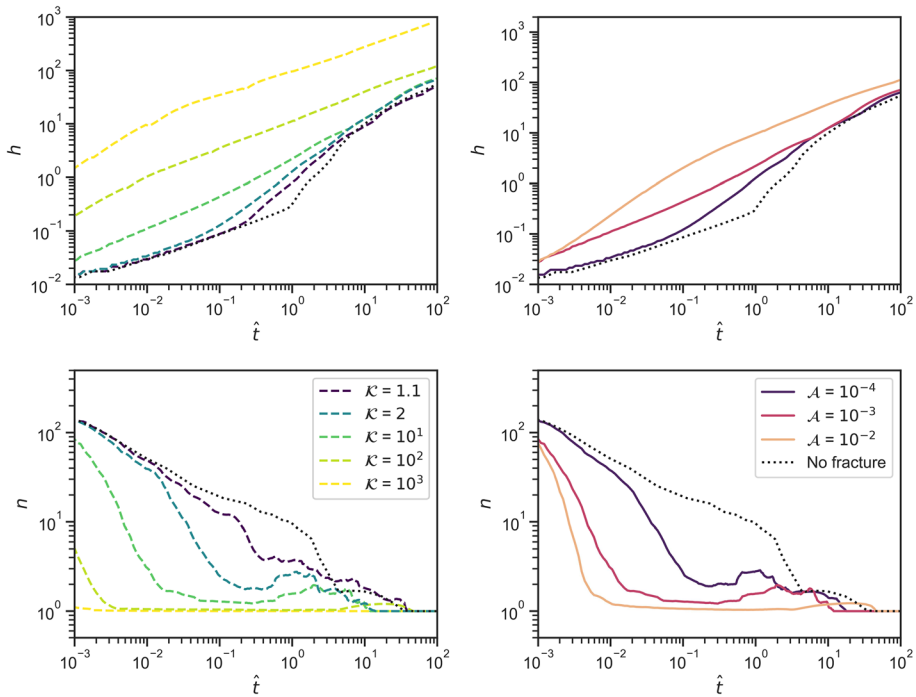 10³
10²
10¹
10⁰
10⁻¹
10⁻²
h
10⁻³ 10⁻² 10⁻¹ 10⁰ 10¹ 10²
t̂
10²
10¹
10⁰
10⁻¹
10⁻²
h
10⁻³ 10⁻² 10⁻¹ 10⁰ 10¹ 10²
t̂
10²
10¹
10⁰
n
𝒦 = 1.1
𝒦 = 2
𝒦 = 10¹
𝒦 = 10²
𝒦 = 10³
10⁻³ 10⁻² 10⁻¹ 10⁰ 10¹ 10²
t̂
10²
10¹
10⁰
n
𝒜 = 10⁻⁴
𝒜 = 10⁻³
𝒜 = 10⁻²
No fracture
10⁻³ 10⁻² 10⁻¹ 10⁰ 10¹ 10²
t̂